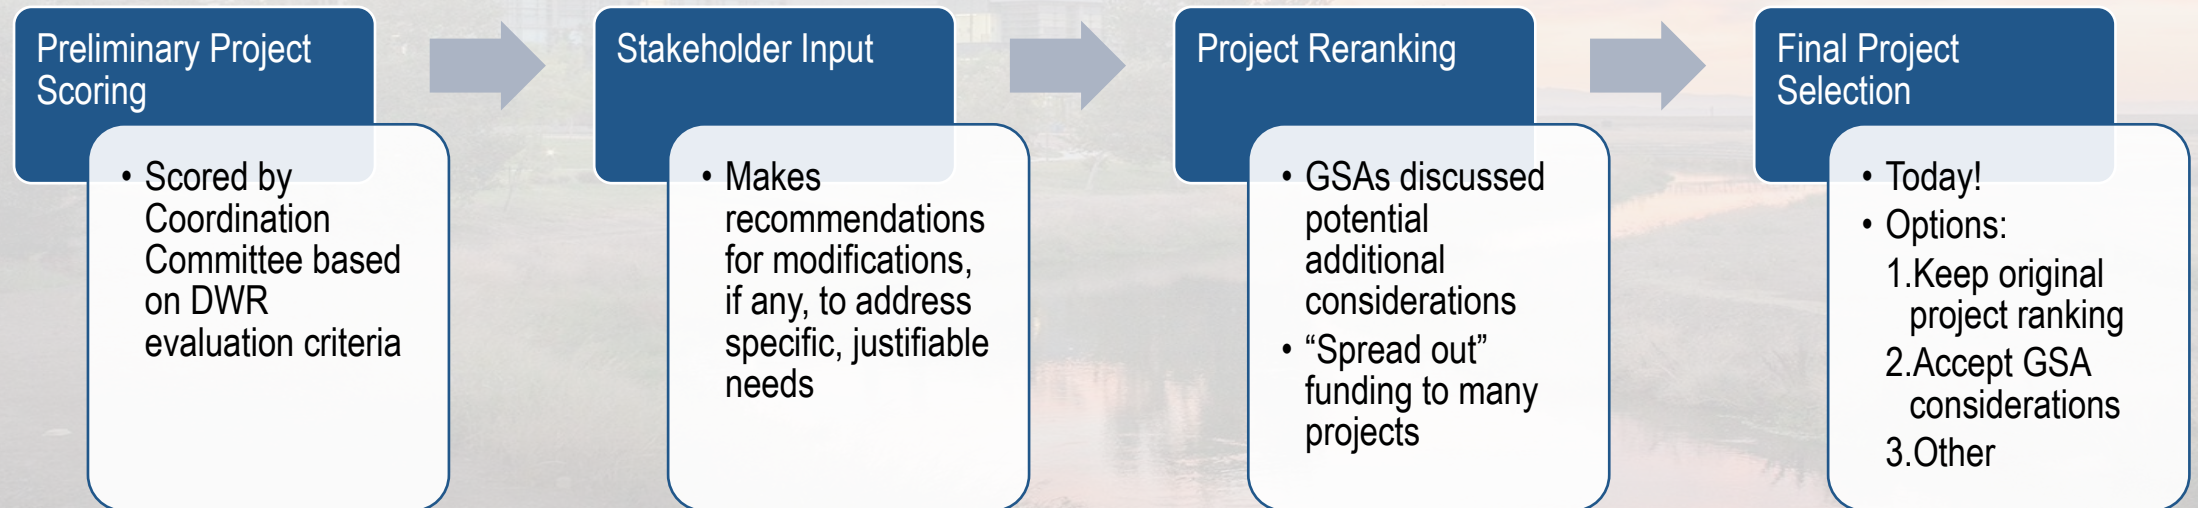 Preliminary Project
Scoring
• Scored by
Coordination
Committee based
on DWR
evaluation criteria
Stakeholder Input
• Makes
recommendations
for modifications,
if any, to address
specific, justifiable
needs
Project Reranking
• GSAs discussed
potential
additional
considerations
• “Spread out”
funding to many
projects
Final Project
Selection
• Today!
• Options:
1.Keep original
project ranking
2.Accept GSA
considerations
3.Other